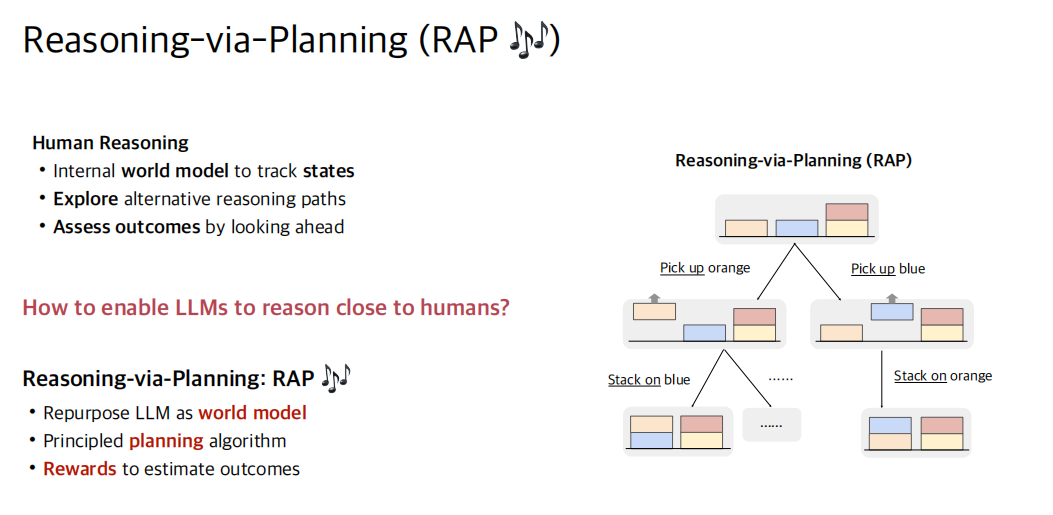 Reasoning-via-Planning (RAP 🎶)
Human Reasoning
• Internal world model to track states
• Explore alternative reasoning paths
• Assess outcomes by looking ahead
How to enable LLMs to reason close to humans?
Reasoning-via-Planning: RAP 🎶
• Repurpose LLM as world model
• Principled planning algorithm
• Rewards to estimate outcomes
Reasoning-via-Planning (RAP)
Pick up orange
Pick up blue
Stack on blue
......
Stack on orange
......